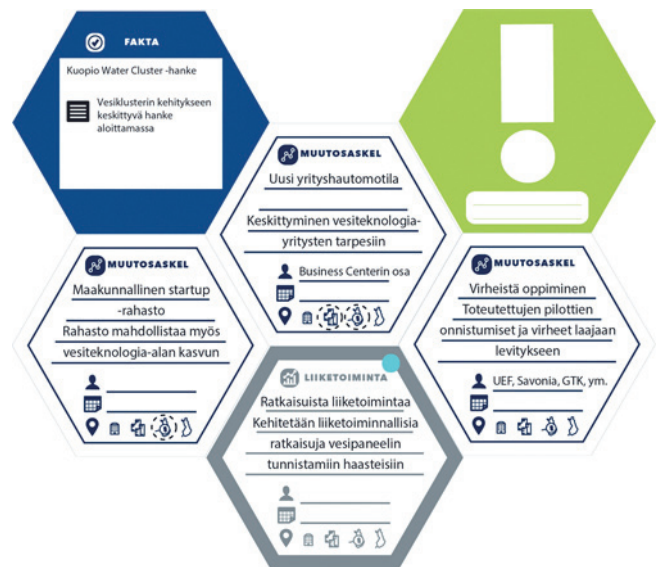 FAKTA
Kuopio Water Cluster -hanke
Vesiklusterin kehitykseen
keskittyvä hanke
aloittamassa
MUUTOSASKEL
Uusi yrityshautomotila
Keskittyminen vesiteknologia-
yritysten tarpesiin
Business Centerin osa
MUUTOSASKEL
Maakunnallinen startup
-rahasto
Rahasto mahdollistaa myös
vesiteknologia-alan kasvun
MUUTOSASKEL
Virheistä oppiminen
Toteutettujen pilottien
onnistumiset ja virheet laajaan
levitykseen
UEF, Savonia, GTK, ym.
LIIKETOIMINTA
Ratkaisuista liiketoimintaa
Kehitetään liiketoiminnallisia
ratkaisuja vesipaneelin
tunnistamiin haasteisiin